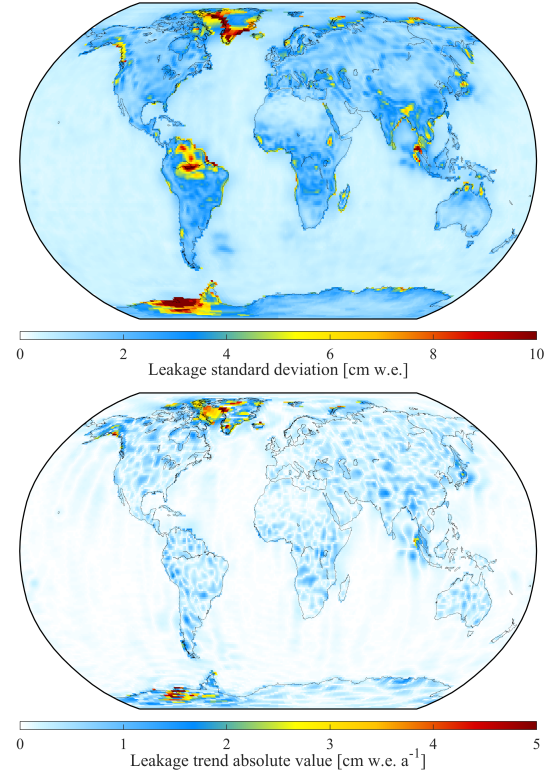 0 2 4 6 8 10
Leakage standard deviation [cm w.e.]
0 1 2 3 4 5
Leakage trend absolute value [cm w.e. a⁻¹]